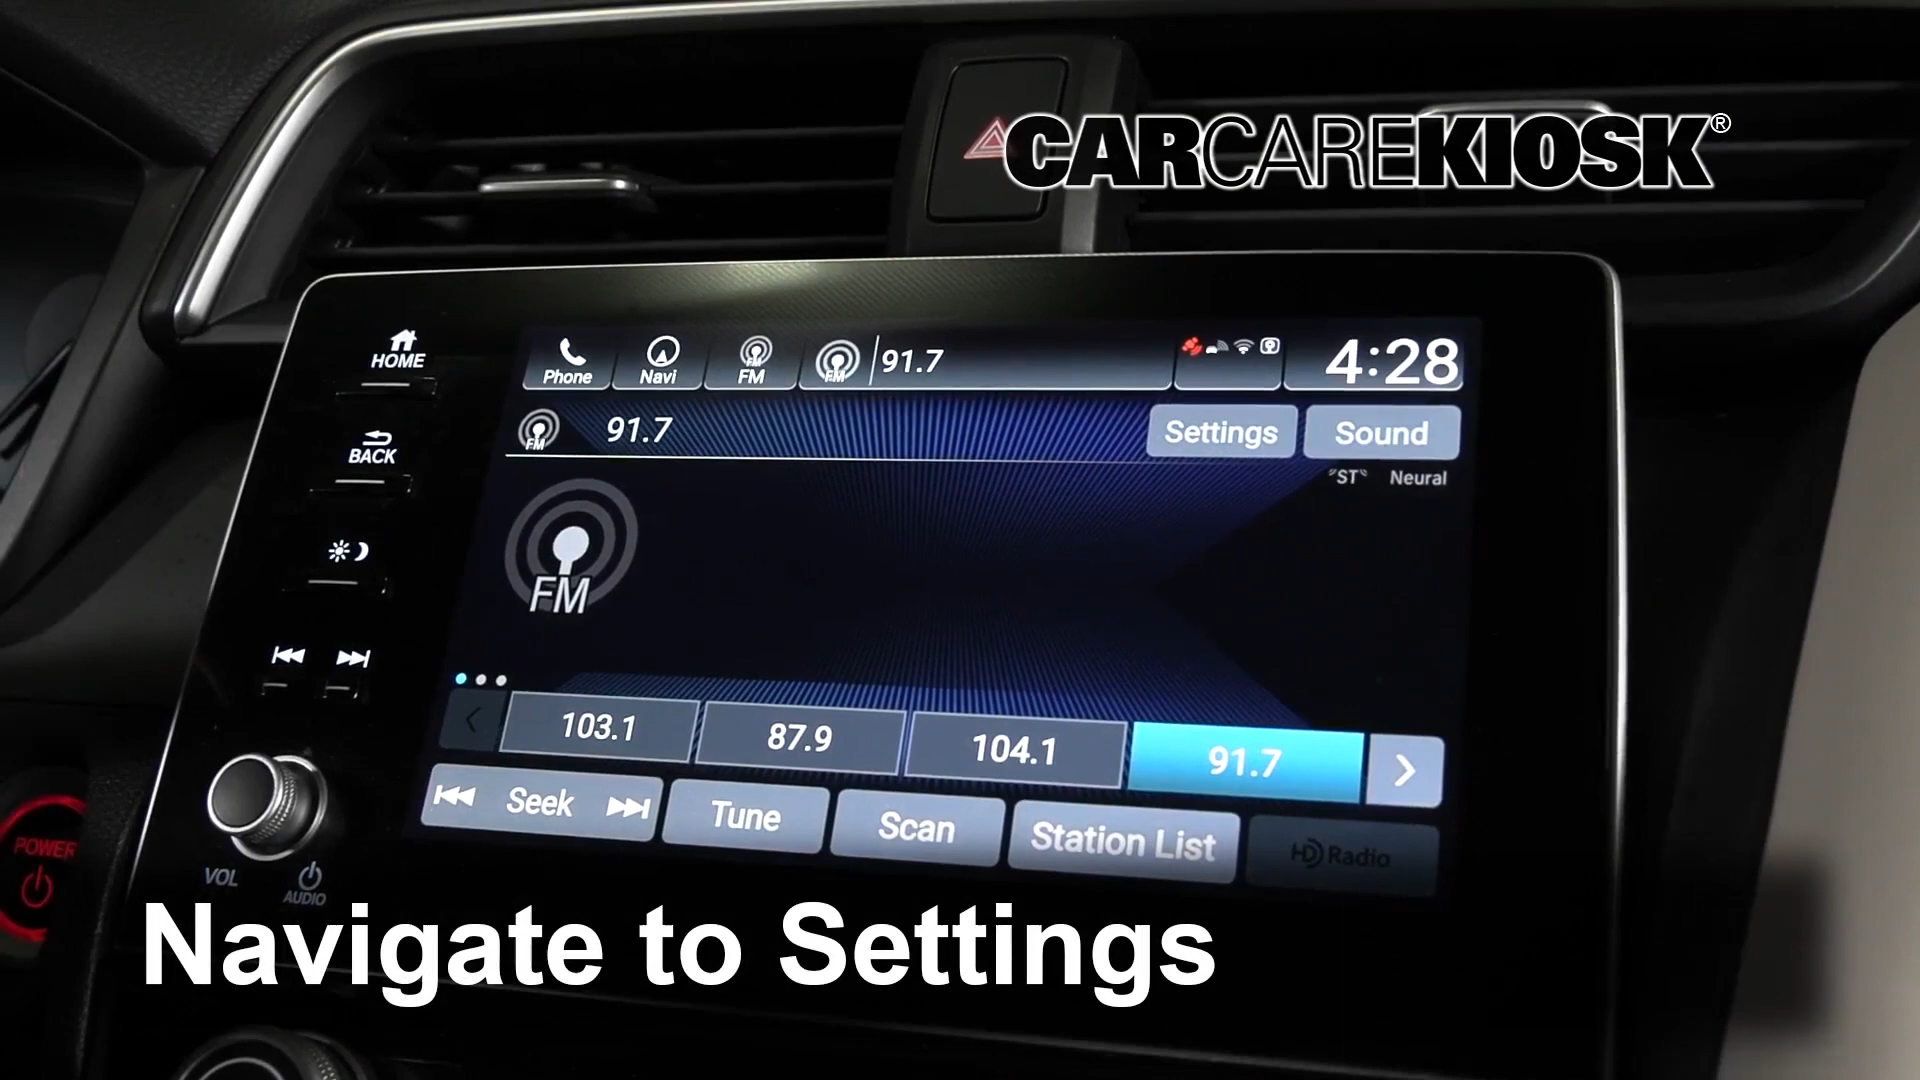 CARCAREKIOSK®
HOME
Phone
Navi
FM
FM
FM 91.7
4:28
BACK
FM
91.7
Settings
Sound
ST
Neural
FM
103.1
87.9
104.1
91.7
Seek
Tune
Scan
Station List
HD Radio
POWER
VOL
AUDIO
Navigate to Settings